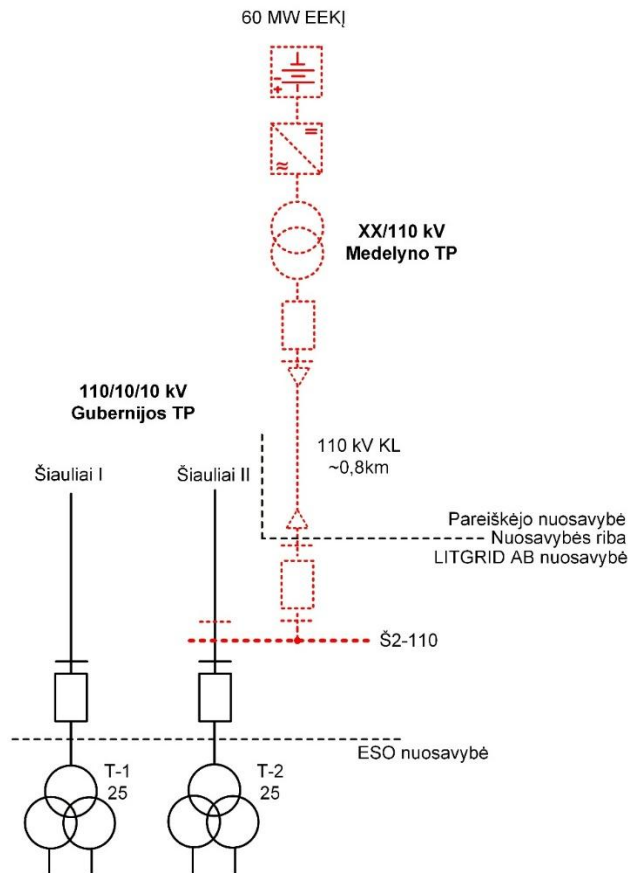 60 MW EEKĮ
XX/110 kV
Medelyno TP
110/10/10 kV
Gubernijos TP
110 kV KL
~0,8km
Šiauliai I
Šiauliai II
Pareiškėjo nuosavybė
Nuosavybės riba
LITGRID AB nuosavybė
Š2-110
ESO nuosavybė
T-1
25
T-2
25